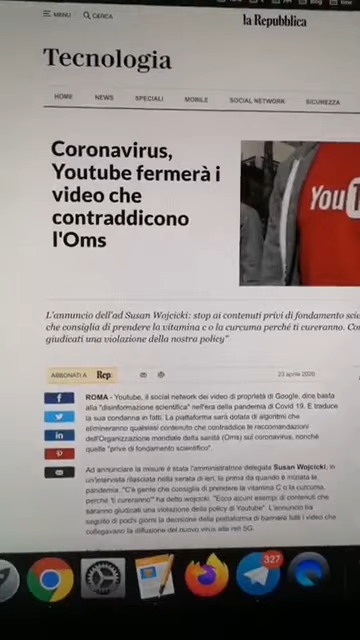 MENU
CERCA
la Repubblica
Tecnologia
HOME NEWS SPECIALI MOBILE SOCIAL NETWORK SICUREZZA
Coronavirus,
Youtube fermerà i
video che
contraddicono
l'Oms
You
L'annuncio dell'ad Susan Wojcicki: stop ai contenuti privi di fondamento
che consiglia di prendere la vitamina c o la curcuma perché ti cureranno.
giudicati una violazione della nostra policy"
ABBONATI A Rep
23 aprile 2020
ROMA - Youtube, il social network dei video di proprietà di Google, dice basta
alla "disinformazione scientifica" nell'era della pandemia di Covid 19. E traduce
la sua condanna in fatti. La piattaforma sarà dotata di algoritmi che
elimineranno qualsiasi contenuto che contraddice le raccomandazioni
dell'Organizzazione mondiale della sanità (Oms) sul coronavirus, nonché
quelle "prive di fondamento scientifico".
Ad annunciare la misure è stata l'amministratrice delegata Susan Wojcicki, in
un'intervista rilasciata nella serata di ieri, la prima da quando è iniziata la
pandemia. "C'è gente che consiglia di prendere la vitamina C o la curcuma,
perché ti cureranno" ha detto wojcicki. "Ecco alcuni esempi di contenuti che
saranno giudicati una violazione della policy di Youtube". L'annuncio ha
seguito di pochi giorni la decisione della piattaforma di bannare tutti i video che
collegavano la diffusione del nuovo virus alla reti 5G.
327